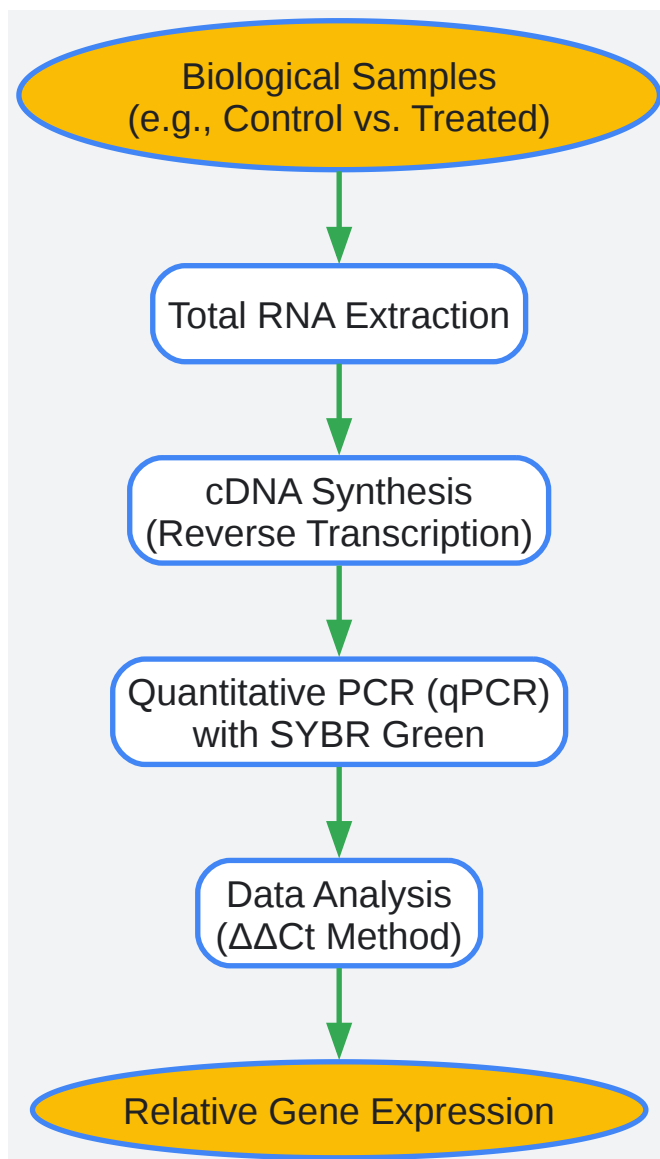 Biological Samples
(e.g., Control vs. Treated)
Total RNA Extraction
cDNA Synthesis
(Reverse Transcription)
Quantitative PCR (qPCR)
with SYBR Green
Data Analysis
(ΔΔCt Method)
Relative Gene Expression